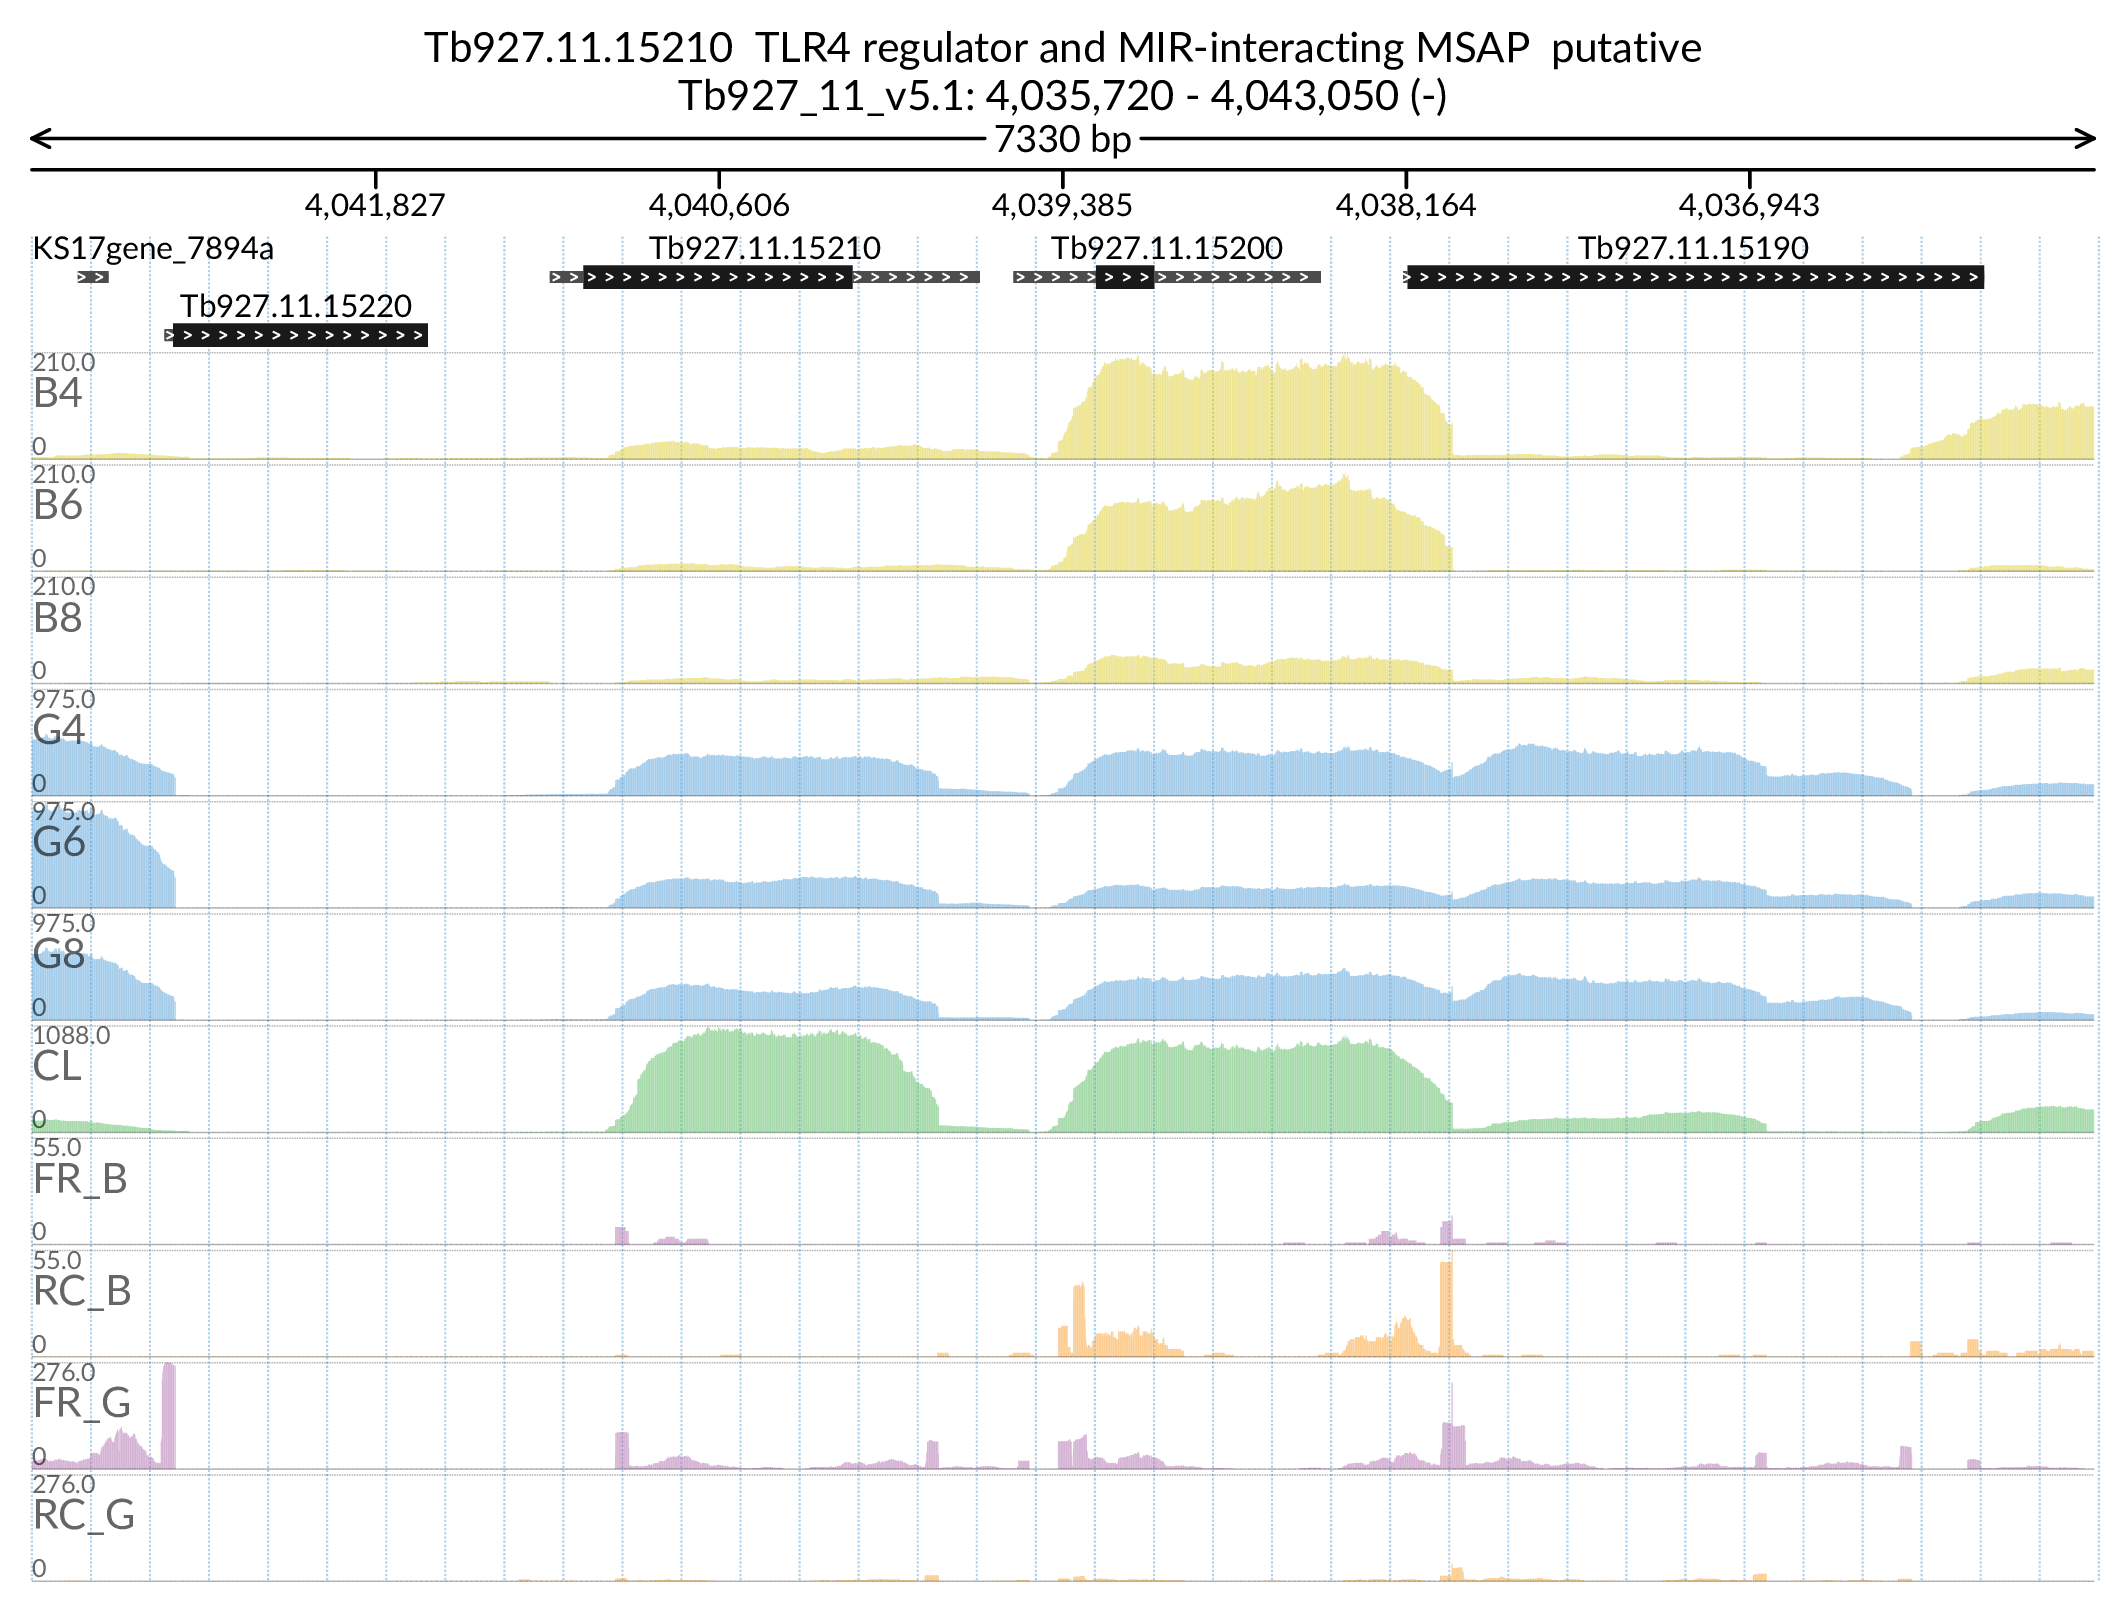 Tb927.11.15210  TLR4 regulator and MIR-interacting MSAP  putative
Tb927_11_v5.1: 4,035,720 - 4,043,050 (-)
7330 bp
4,041,827 4,040,606 4,039,385 4,038,164 4,036,943
KS17gene_7894a Tb927.11.15210 Tb927.11.15200 Tb927.11.15190
Tb927.11.15220
210.0
B4
0
210.0
B6
0
210.0
B8
0
975.0
G4
0
975.0
G6
0
975.0
G8
0
1088.0
CL
0
55.0
FR_B
0
55.0
RC_B
0
276.0
FR_G
0
276.0
RC_G
0